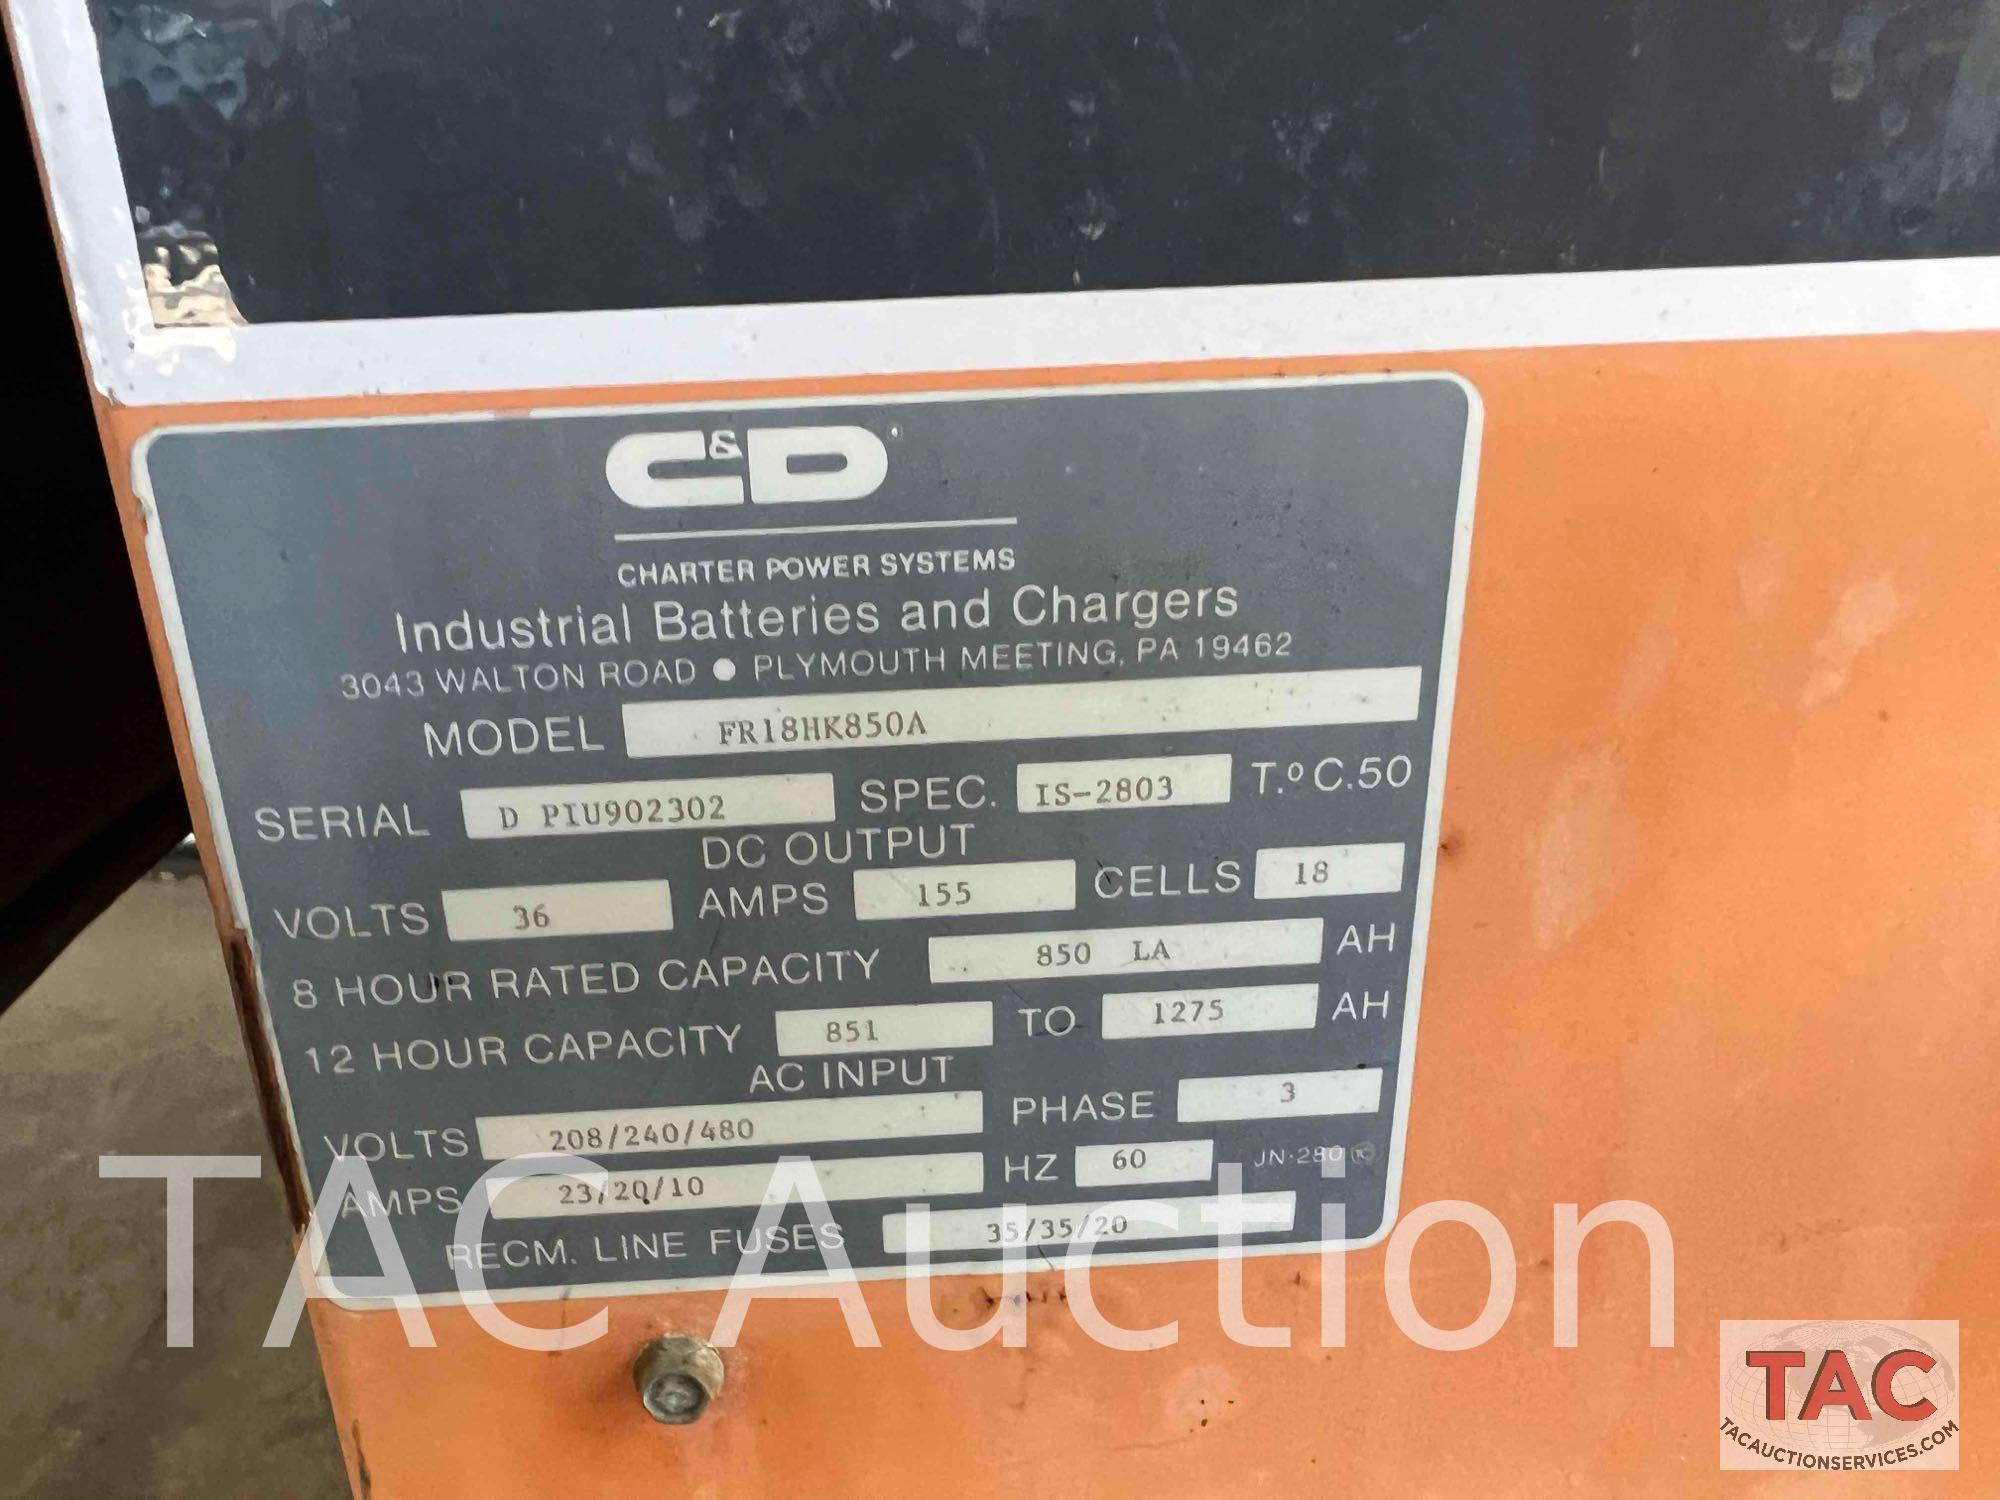 C&D
CHARTER POWER SYSTEMS
Industrial Batteries and Chargers
3043 WALTON ROAD ● PLYMOUTH MEETING, PA 19462
MODEL FR18HK850A
SERIAL D PIU902302 SPEC. IS-2803 T.º C.50
DC OUTPUT
VOLTS 36 AMPS 155 CELLS 18
8 HOUR RATED CAPACITY 850 LA AH
12 HOUR CAPACITY 851 TO 1275 AH
AC INPUT
VOLTS 208/240/480 PHASE 3
AMPS 23/20/10 HZ 60 JN-280
RECM. LINE FUSES 35/35/20
TAC Auction
TAC
TACAUCTIONSERVICES.COM